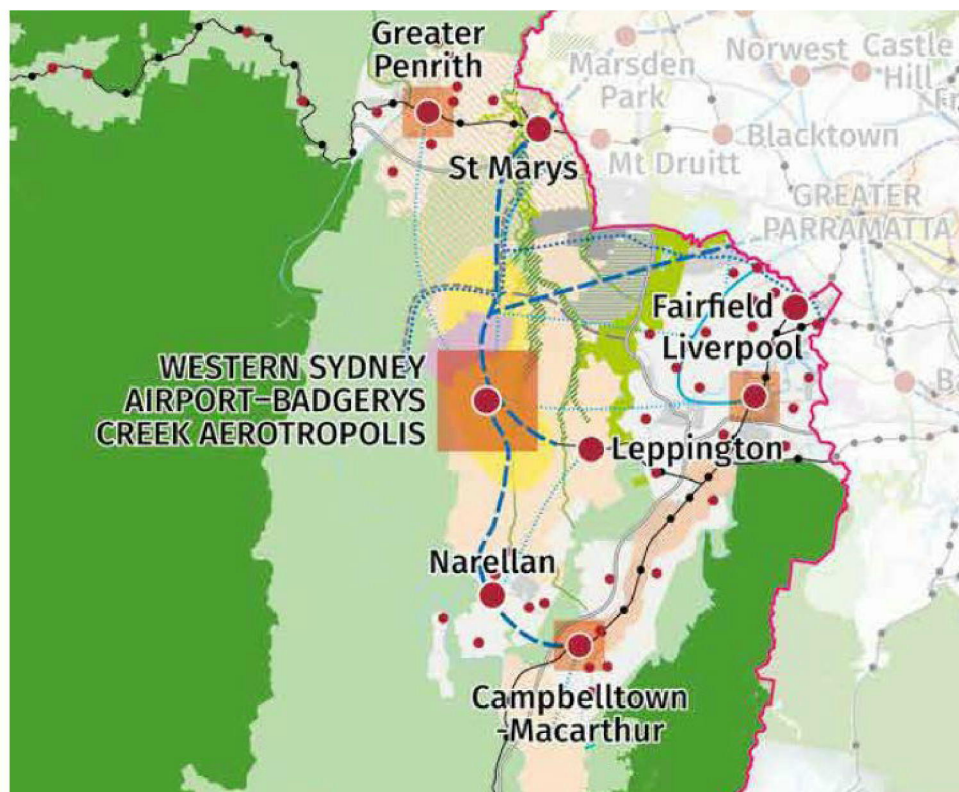 Greater
Penrith
Marsden
Park
Norwest
Castle
Hill
St Marys
Mt Druitt
Blacktown
GREATER
PARRAMATTA
Fairfield
Liverpool
WESTERN SYDNEY
AIRPORT–BADGERYS
CREEK AEROTROPOLIS
Leppington
Narellan
Campbelltown
-Macarthur